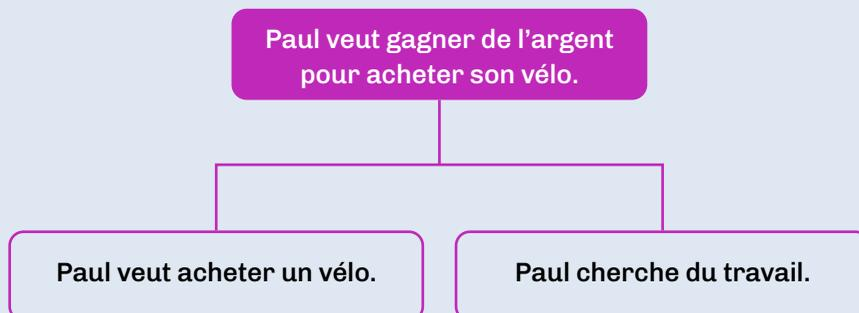 Paul veut gagner de l’argent
pour acheter son vélo.
Paul veut acheter un vélo.
Paul cherche du travail.